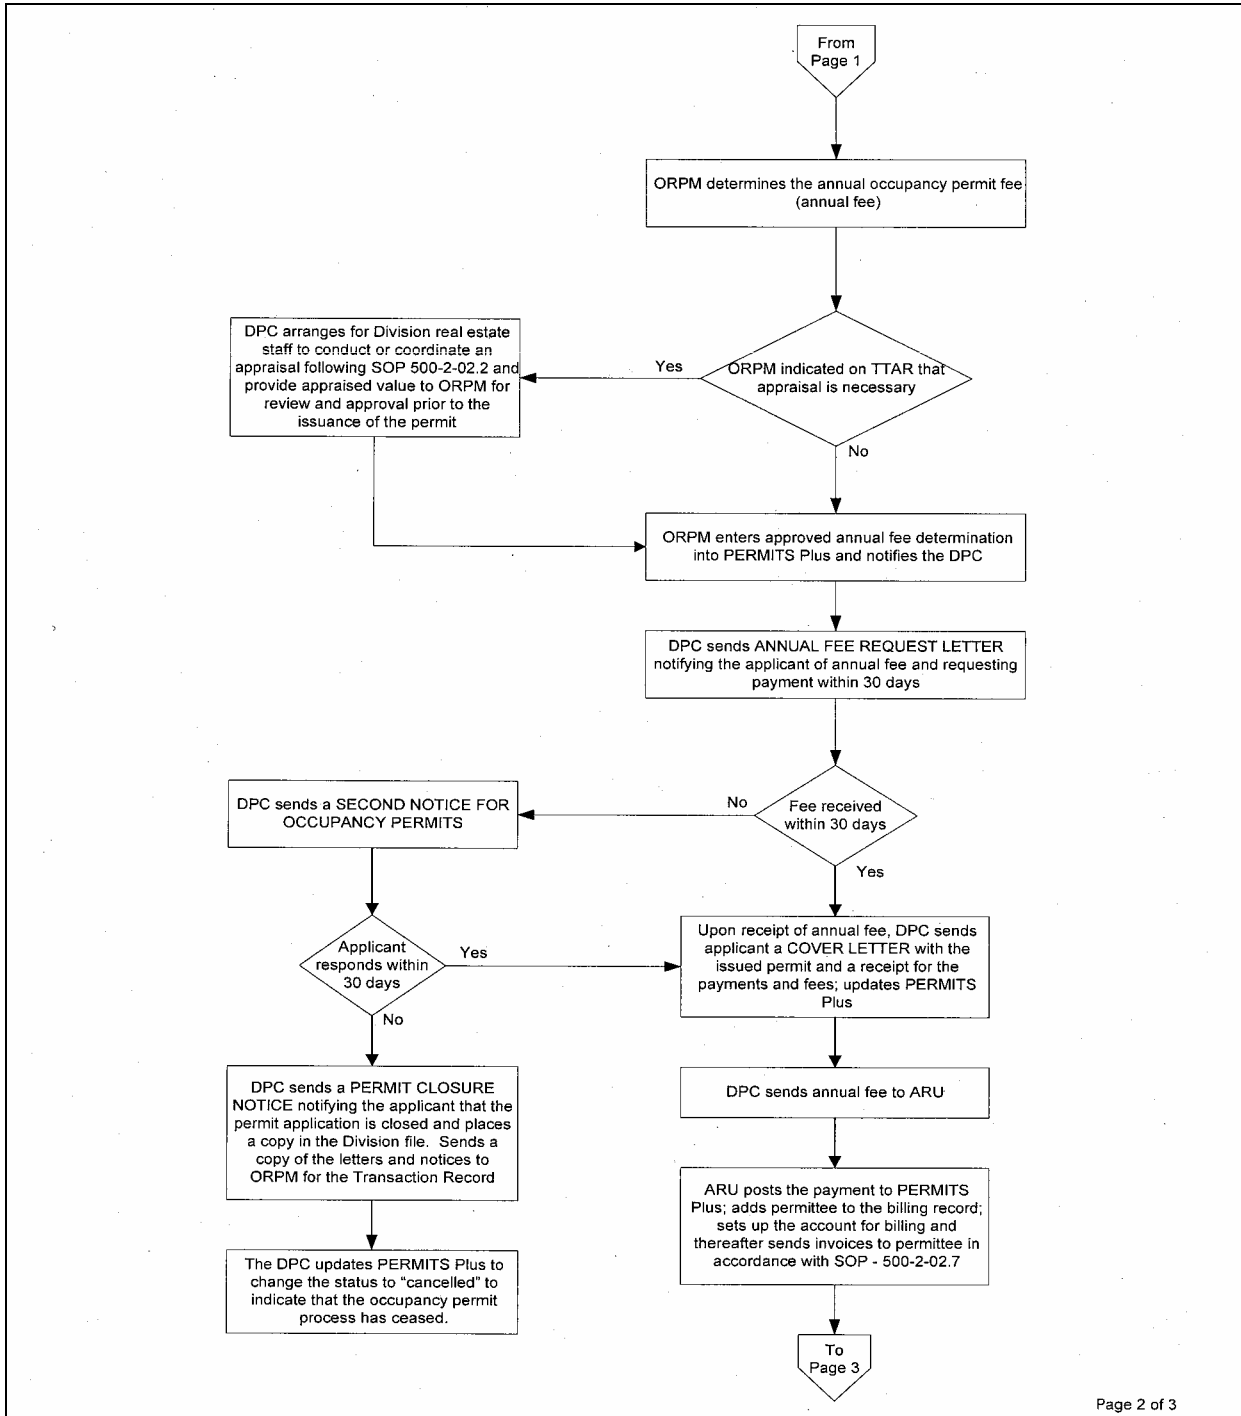 From
Page 1
ORPM determines the annual occupancy permit fee
(annual fee)
DPC arranges for Division real estate
staff to conduct or coordinate an
appraisal following SOP 500-2-02.2 and
provide appraised value to ORPM for
review and approval prior to the
issuance of the permit
Yes
ORPM indicated on TTAR that
appraisal is necessary
No
ORPM enters approved annual fee determination
into PERMITS Plus and notifies the DPC
DPC sends ANNUAL FEE REQUEST LETTER
notifying the applicant of annual fee and requesting
payment within 30 days
DPC sends a SECOND NOTICE FOR
OCCUPANCY PERMITS
No
Fee received
within 30 days
Yes
Applicant
responds within
30 days
Yes
No
Upon receipt of annual fee, DPC sends
applicant a COVER LETTER with the
issued permit and a receipt for the
payments and fees; updates PERMITS
Plus
DPC sends a PERMIT CLOSURE
NOTICE notifying the applicant that the
permit application is closed and places
a copy in the Division file. Sends a
copy of the letters and notices to
ORPM for the Transaction Record
DPC sends annual fee to ARU
ARU posts the payment to PERMITS
Plus; adds permittee to the billing record;
sets up the account for billing and
thereafter sends invoices to permittee in
accordance with SOP - 500-2-02.7
The DPC updates PERMITS Plus to
change the status to “cancelled” to
indicate that the occupancy permit
process has ceased.
To
Page 3
Page 2 of 3